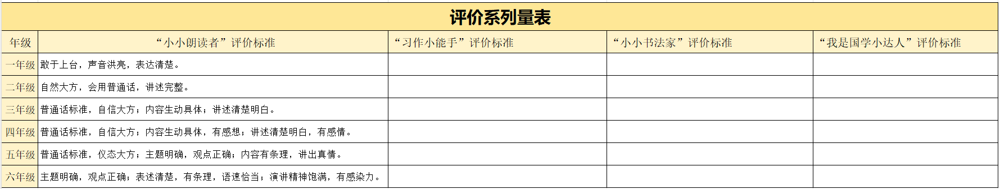 评价系列量表
年级 “小小朗读者”评价标准 “习作小能手”评价标准 “小小书法家”评价标准 “我是国学小达人”评价标准
一年级 敢于上台，声音洪亮，表达清楚。
二年级 自然大方，会用普通话，讲述完整。
三年级 普通话标准，自信大方；内容生动具体；讲述清楚明白。
四年级 普通话标准，自信大方；内容生动具体，有感想；讲述清楚明白，有感情。
五年级 普通话标准，仪态大方；主题明确，观点正确；内容有条理，讲出真情。
六年级 主题明确，观点正确；表述清楚，有条理，语速恰当；演讲精神饱满，有感染力。